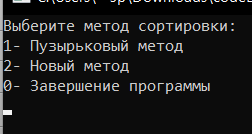 Выберите метод сортировки:
1- Пузырьковый метод
2- Новый метод
0- Завершение программы